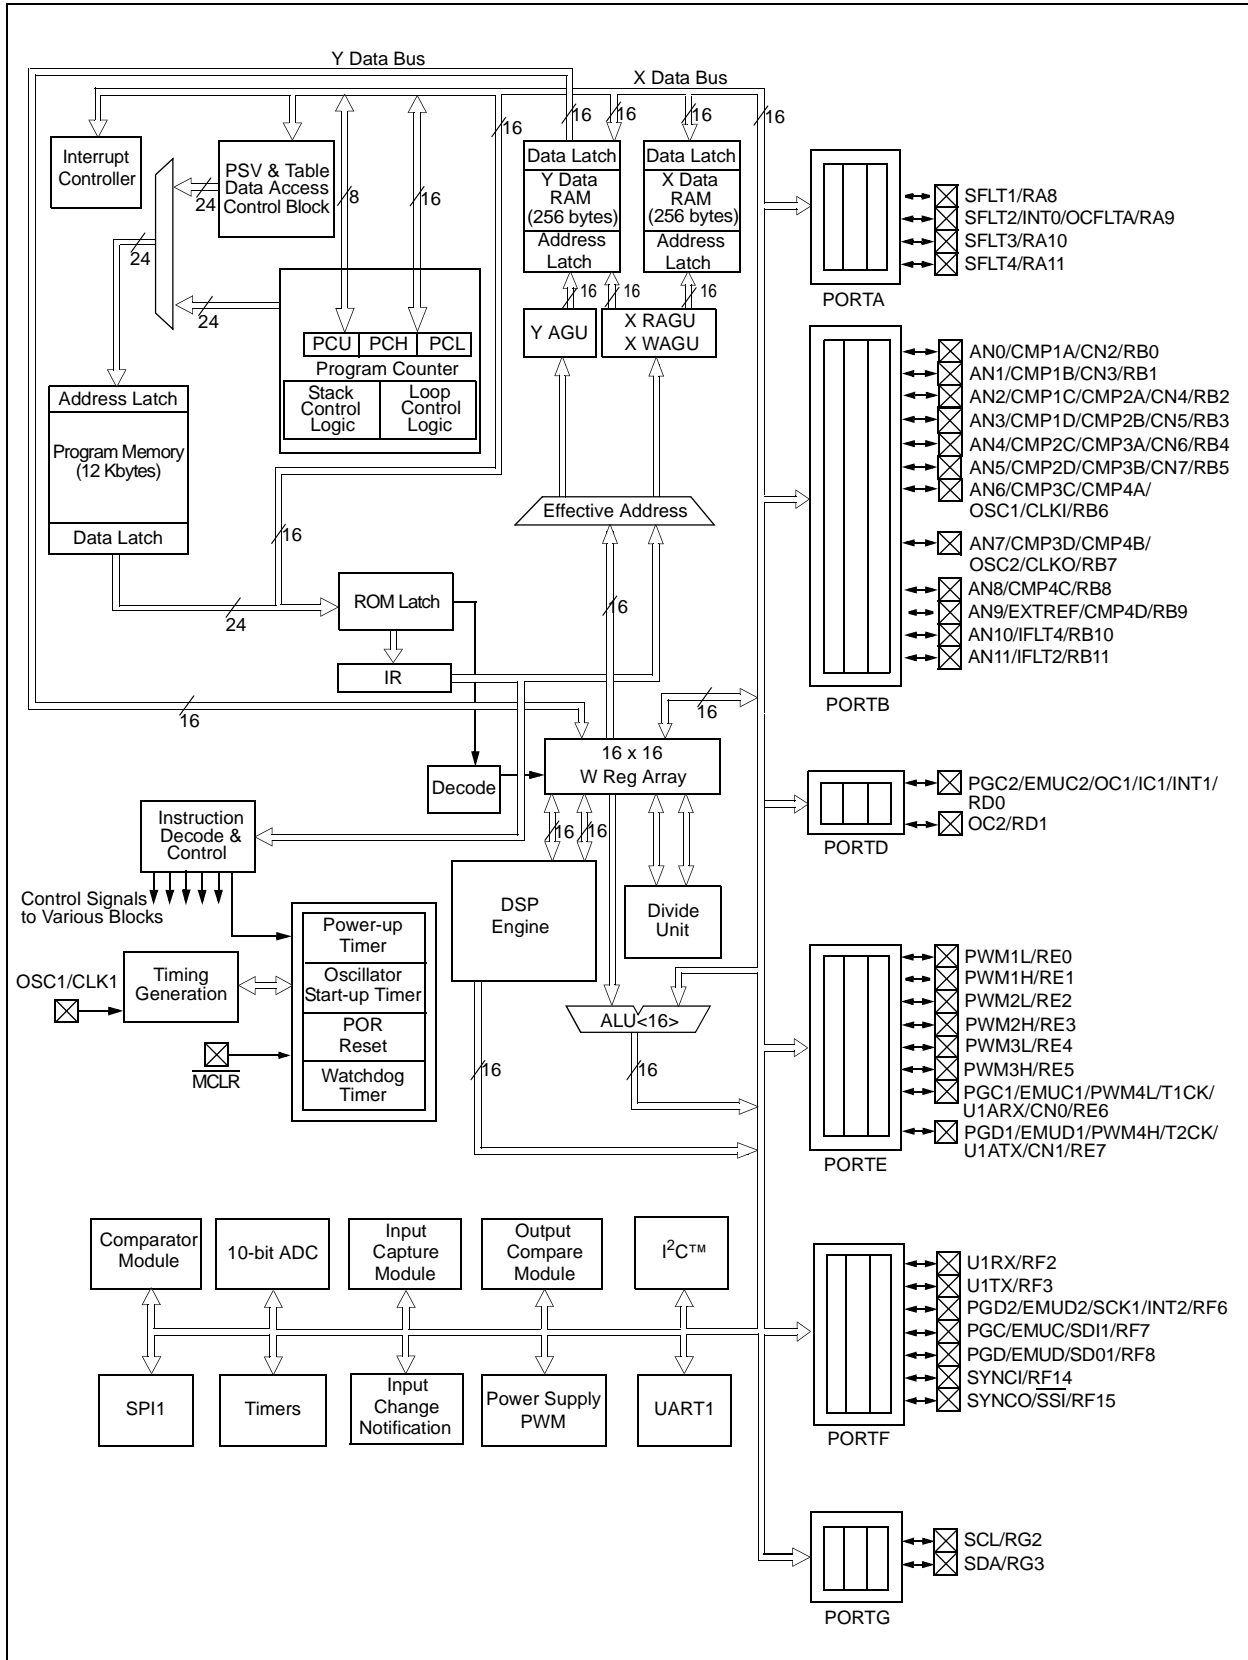 Y Data Bus
X Data Bus
16
16
16
16
16
Interrupt
Controller
PSV & Table
Data Access
Control Block
24
24
8
16
Data Latch
Y Data
RAM
(256 bytes)
Address
Latch
Data Latch
X Data
RAM
(256 bytes)
Address
Latch
16
16
16
24
Y AGU
X RAGU
X WAGU
PCU
PCH
PCL
Program Counter
Stack
Control
Logic
Loop
Control
Logic
Address Latch
Program Memory
(12 Kbytes)
Data Latch
Effective Address
16
24
ROM Latch
16
IR
16
16
16 x 16
W Reg Array
Decode
Instruction
Decode &
Control
16
16
Control Signals
to Various Blocks
DSP
Engine
Divide
Unit
Power-up
Timer
Oscillator
Start-up Timer
POR
Reset
Watchdog
Timer
OSC1/CLK1
Timing
Generation
MCLR
ALU<16>
16
16
Comparator
Module
10-bit ADC
Input
Capture
Module
Output
Compare
Module
I²C™
SPI1
Timers
Input
Change
Notification
Power Supply
PWM
UART1
SFLT1/RA8
SFLT2/INT0/OCFLTA/RA9
SFLT3/RA10
SFLT4/RA11
PORTA
AN0/CMP1A/CN2/RB0
AN1/CMP1B/CN3/RB1
AN2/CMP1C/CMP2A/CN4/RB2
AN3/CMP1D/CMP2B/CN5/RB3
AN4/CMP2C/CMP3A/CN6/RB4
AN5/CMP2D/CMP3B/CN7/RB5
AN6/CMP3C/CMP4A/
OSC1/CLKI/RB6
AN7/CMP3D/CMP4B/
OSC2/CLKO/RB7
AN8/CMP4C/RB8
AN9/EXTREF/CMP4D/RB9
AN10/IFLT4/RB10
AN11/IFLT2/RB11
PORTB
PGC2/EMUC2/OC1/IC1/INT1/
RD0
OC2/RD1
PORTD
PWM1L/RE0
PWM1H/RE1
PWM2L/RE2
PWM2H/RE3
PWM3L/RE4
PWM3H/RE5
PGC1/EMUC1/PWM4L/T1CK/
U1ARX/CN0/RE6
PGD1/EMUD1/PWM4H/T2CK/
U1ATX/CN1/RE7
PORTE
U1RX/RF2
U1TX/RF3
PGD2/EMUD2/SCK1/INT2/RF6
PGC/EMUC/SDI1/RF7
PGD/EMUD/SD01/RF8
SYNCI/RF14
SYNCO/SSI/RF15
PORTF
SCL/RG2
SDA/RG3
PORTG